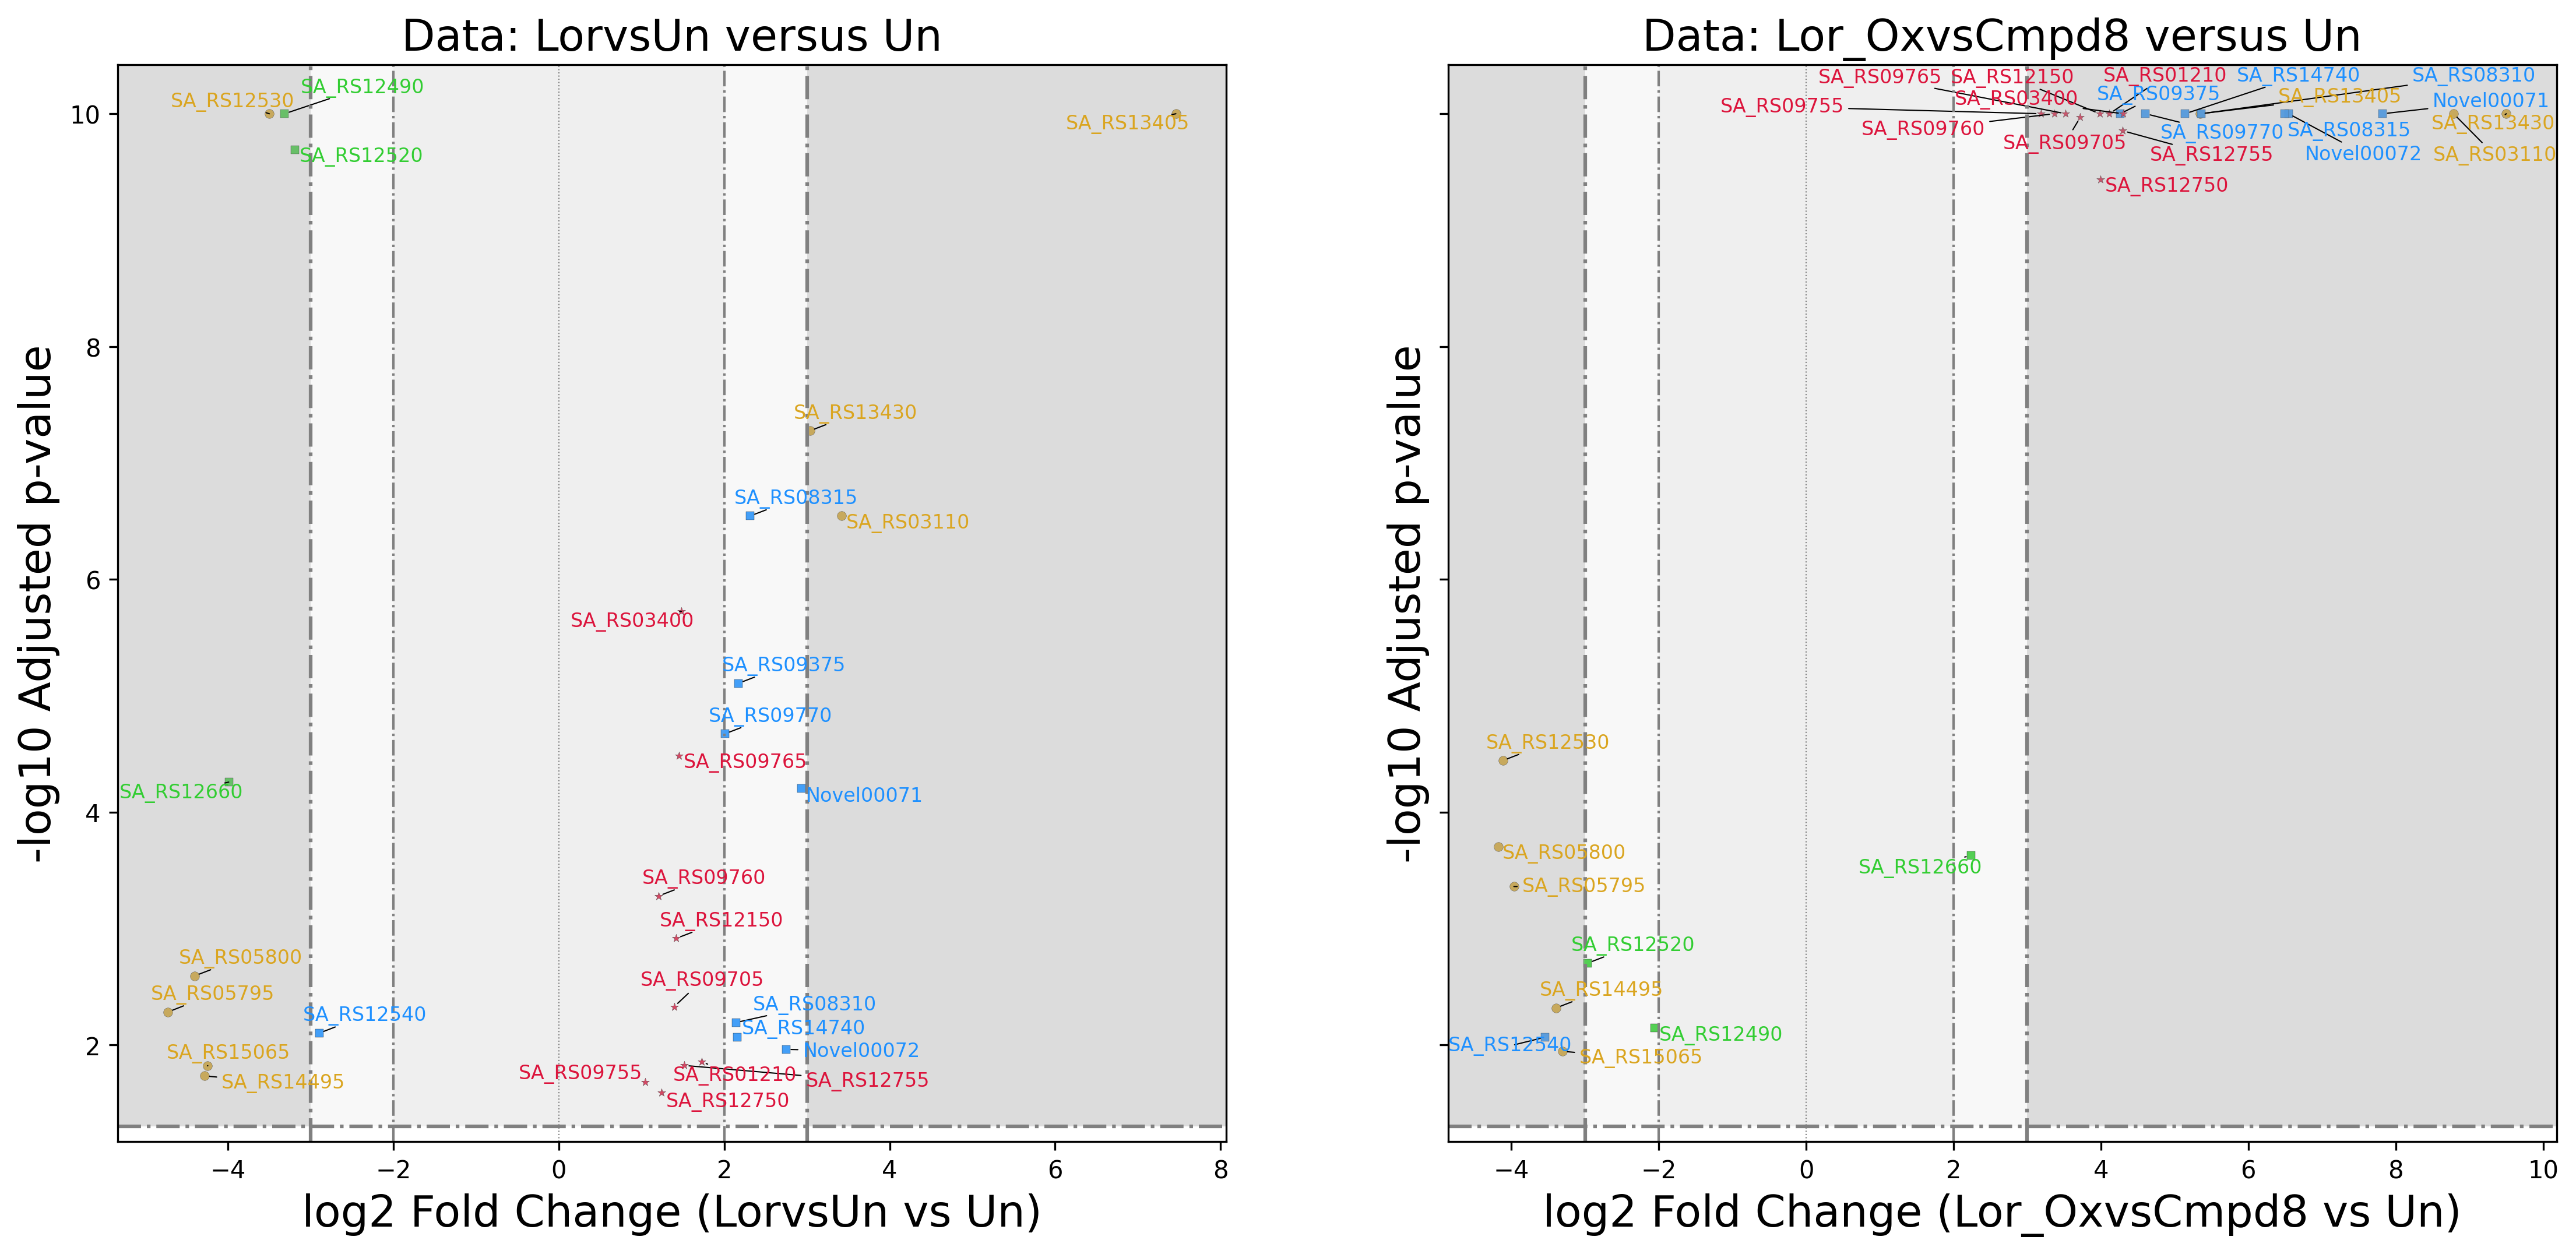 Data: LorvsUn versus Un
SA_RS12490
SA_RS12530
SA_RS13405
SA_RS12520
SA_RS13430
SA_RS08315
SA_RS03110
SA_RS03400
SA_RS09375
SA_RS09770
SA_RS09765
SA_RS12660
Novel00071
SA_RS09760
SA_RS12150
SA_RS05800
SA_RS09705
SA_RS05795
SA_RS08310
SA_RS12540
SA_RS14740
Novel00072
SA_RS15065
SA_RS09755
SA_RS01210
SA_RS12755
SA_RS14495
SA_RS12750
10
8
6
4
2
-log10 Adjusted p-value
−4
−2
0
2
4
6
8
log2 Fold Change (LorvsUn vs Un)
Data: Lor_OxvsCmpd8 versus Un
SA_RS09765
SA_RS12150
SA_RS01210
SA_RS14740
SA_RS08310
SA_RS09755
SA_RS03400
SA_RS09375
SA_RS13405
Novel00071
SA_RS09760
SA_RS09770
SA_RS08315
SA_RS13430
SA_RS09705
SA_RS12755
Novel00072
SA_RS03110
SA_RS12750
SA_RS12530
SA_RS05800
SA_RS12660
SA_RS05795
SA_RS12520
SA_RS14495
SA_RS12490
SA_RS12540
SA_RS15065
-log10 Adjusted p-value
−4
−2
0
2
4
6
8
10
log2 Fold Change (Lor_OxvsCmpd8 vs Un)